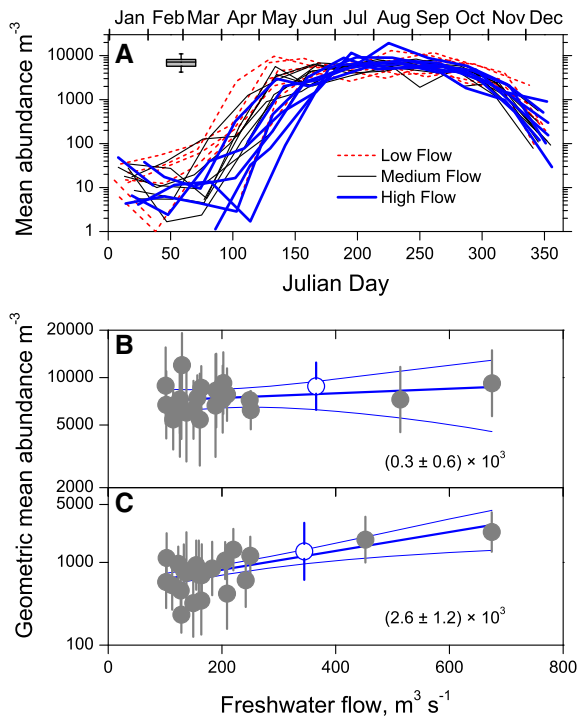 Jan Feb Mar Apr May Jun Jul Aug Sep Oct Nov Dec
A
10000
1000
100
10
1
Mean abundance m⁻³
Low Flow
Medium Flow
High Flow
0 50 100 150 200 250 300 350
Julian Day
B
20000
10000
5000
2000
(0.3 ± 0.6) × 10³
Geometric mean abundance m⁻³
C
5000
1000
100
(2.6 ± 1.2) × 10³
0 200 400 600 800
Freshwater flow, m³ s⁻¹